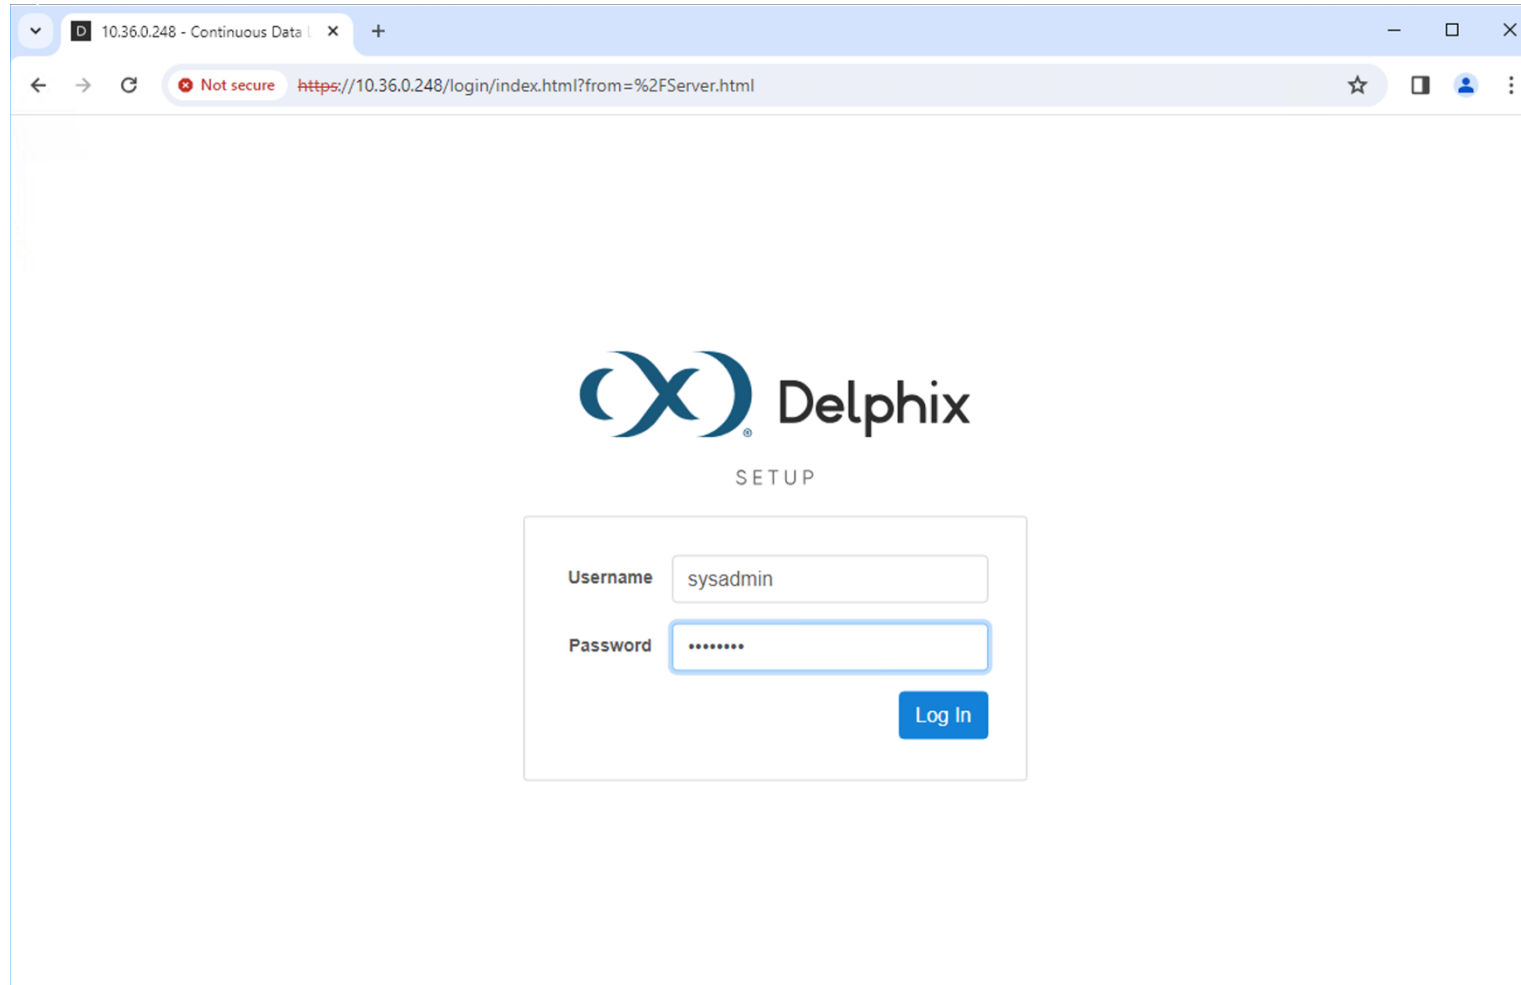 D 10.36.0.248 - Continuous Data
Not secure https://10.36.0.248/login/index.html?from=%2FServer.html
® Delphix
SETUP
Username sysadmin
Password ••••••••
Log In